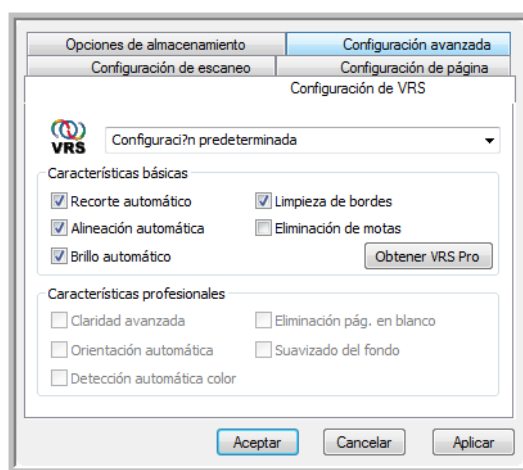 Opciones de almacenamiento Configuración avanzada
Configuración de escaneo Configuración de página
Configuración de VRS
VRS Configuraci?n predeterminada
Características básicas
Recorte automático Limpieza de bordes
Alineación automática Eliminación de motas
Brillo automático Obtener VRS Pro
Características profesionales
Claridad avanzada Eliminación pág. en blanco
Orientación automática Suavizado del fondo
Detección automática color
Aceptar Cancelar Aplicar